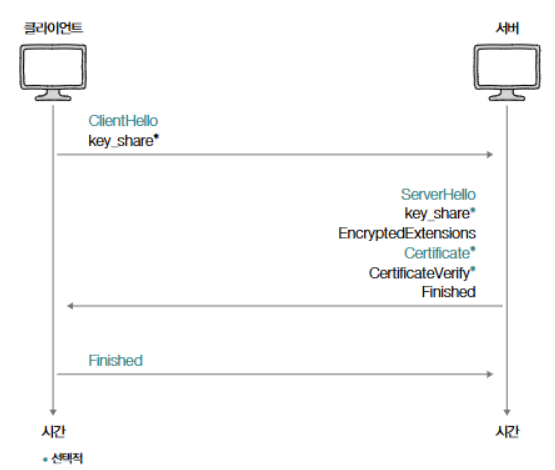 클라이언트
서버
ClientHello
key_share*
ServerHello
key_share*
EncryptedExtensions
Certificate*
CertificateVerify*
Finished
Finished
시간
시간
* 선택적